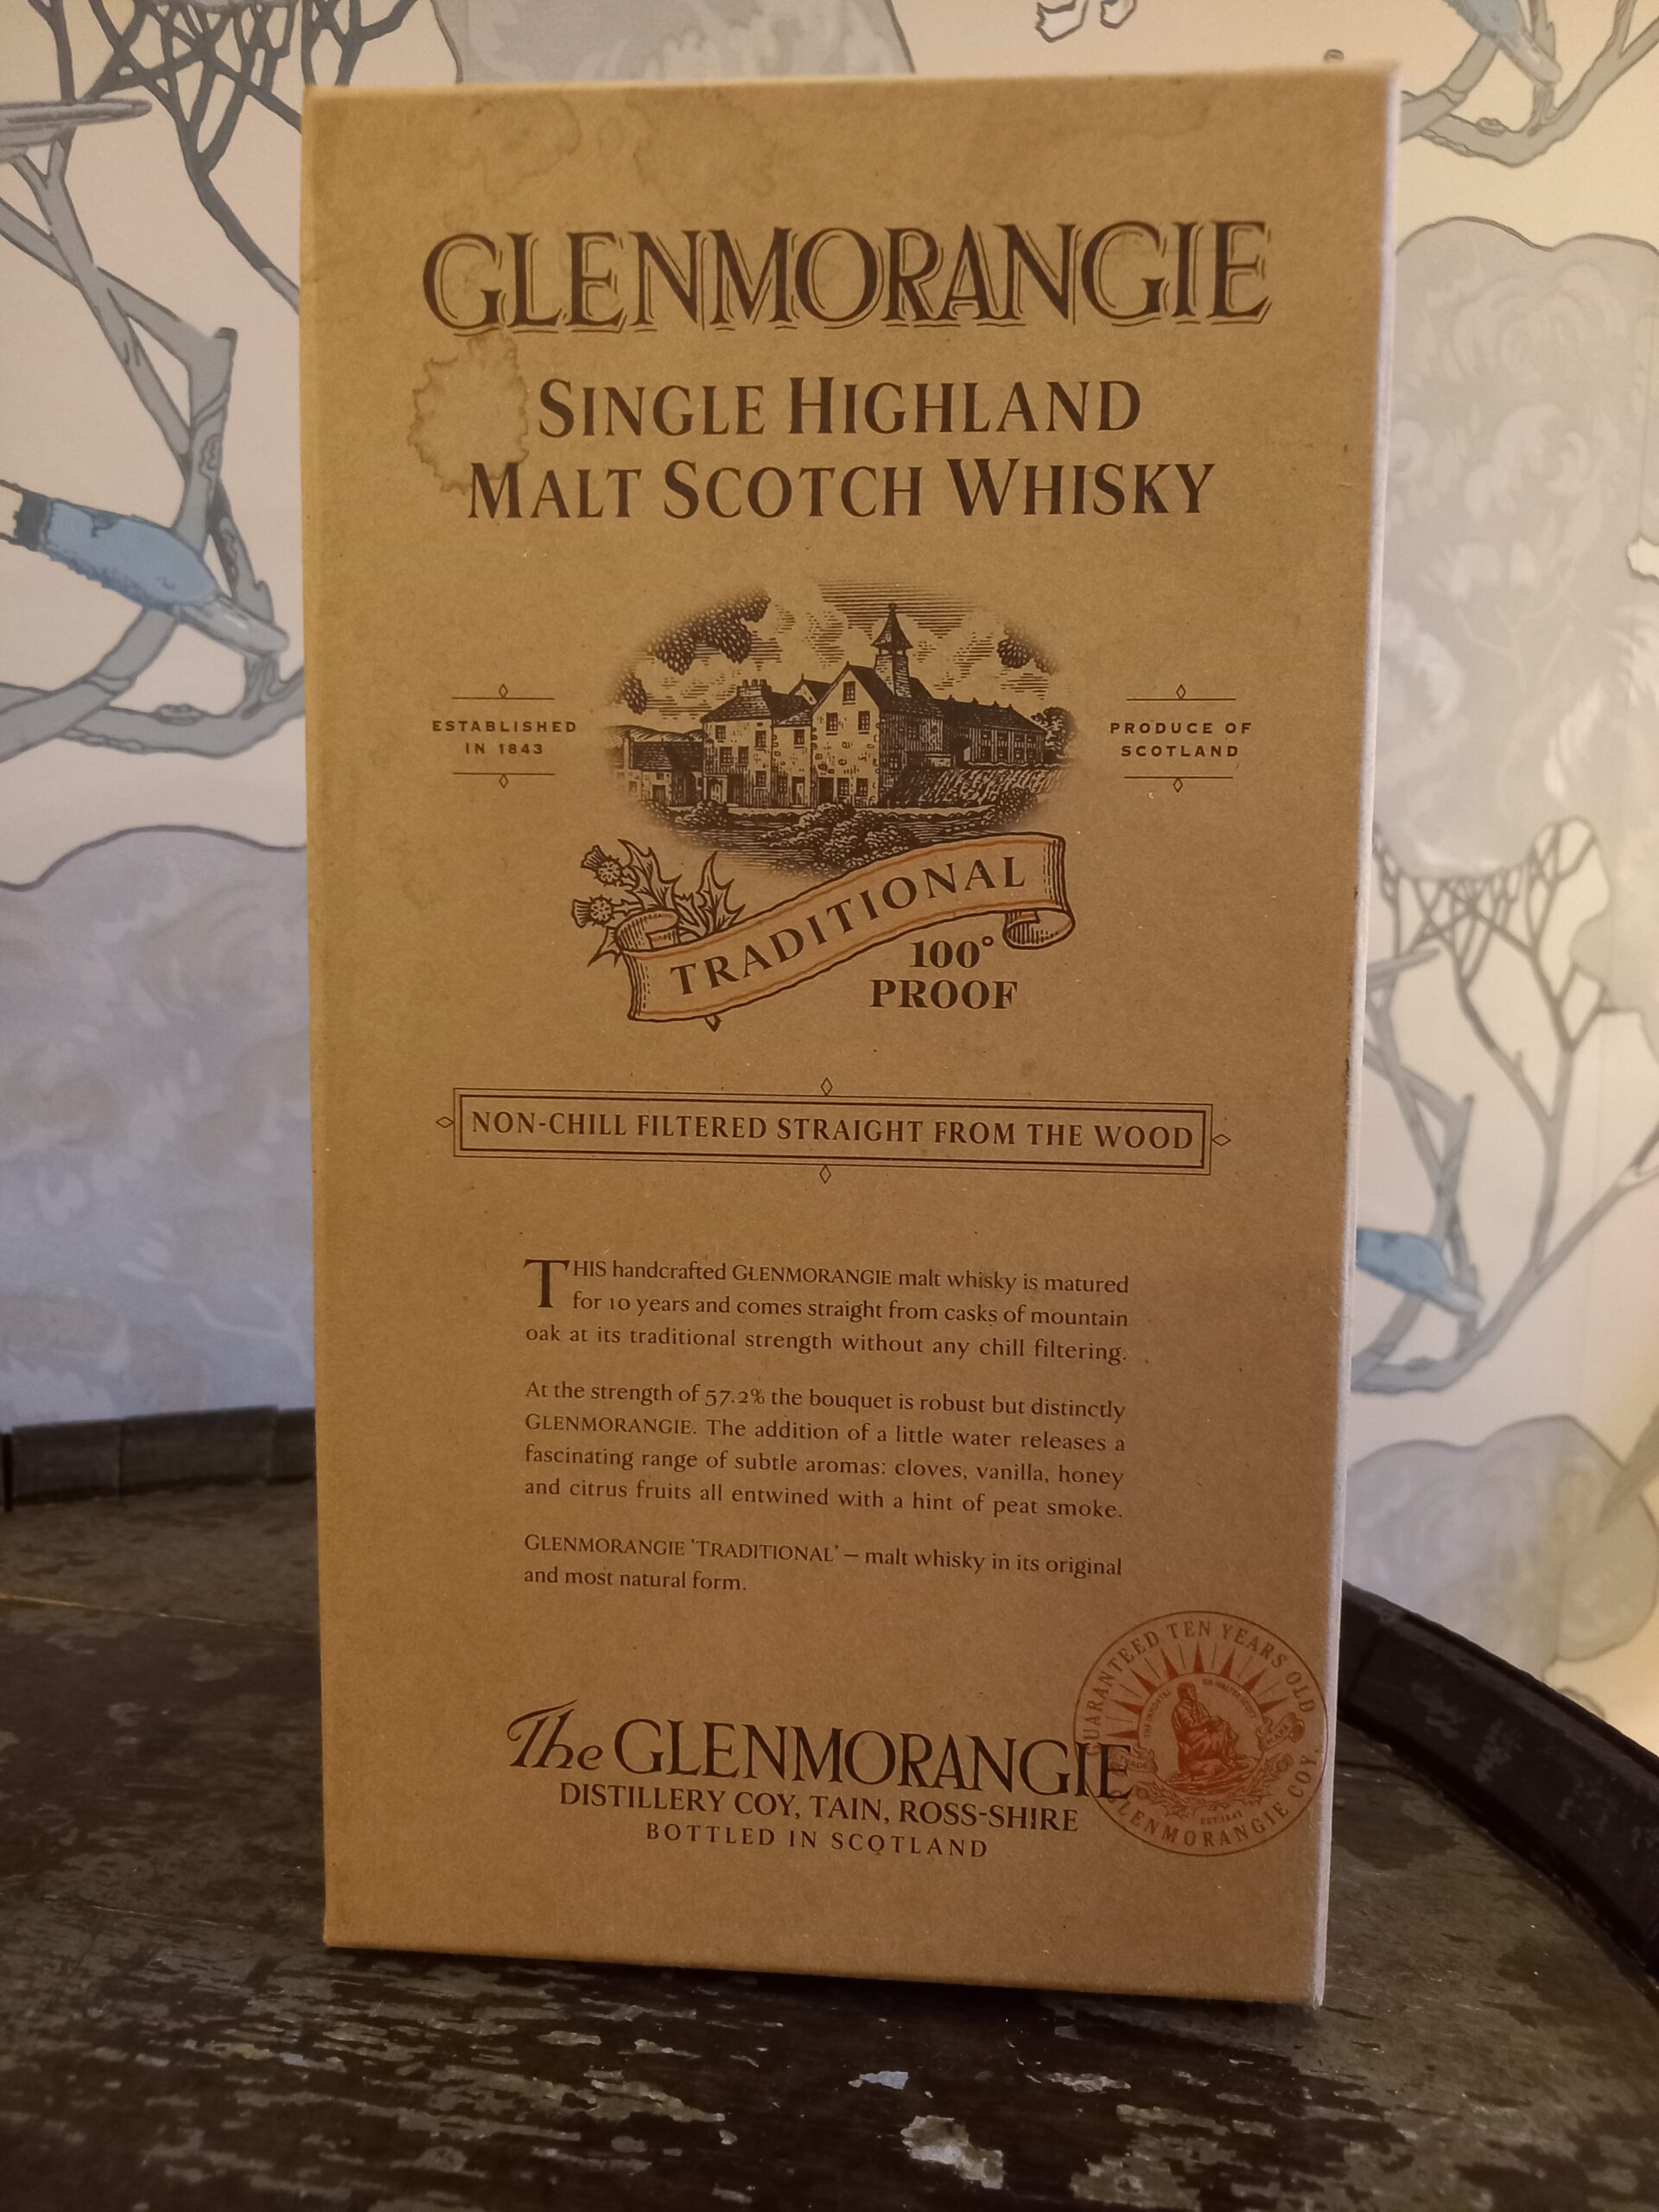 GLENMORANGIE
SINGLE HIGHLAND
MALT SCOTCH WHISKY
ESTABLISHED
IN 1843
PRODUCE OF
SCOTLAND
TRADITIONAL
100°
PROOF
NON-CHILL FILTERED STRAIGHT FROM THE WOOD
THIS handcrafted GLENMORANGIE malt whisky is matured
for 10 years and comes straight from casks of mountain
oak at its traditional strength without any chill filtering.
At the strength of 57.2% the bouquet is robust but distinctly
GLENMORANGIE. The addition of a little water releases a
fascinating range of subtle aromas: cloves, vanilla, honey
and citrus fruits all entwined with a hint of peat smoke.
GLENMORANGIE 'TRADITIONAL' – malt whisky in its original
and most natural form.
The GLENMORANGIE
DISTILLERY COY, TAIN, ROSS-SHIRE
BOTTLED IN SCOTLAND
GUARANTEED TEN YEARS OLD
GLENMORANGIE COY.